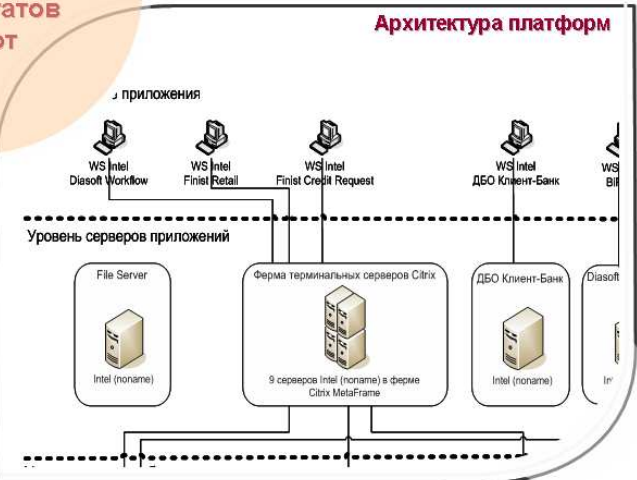 Архитектура платформ
приложения
WS Intel
Diasoft Workflow
WS Intel
Finist Retail
WS Intel
Finist Credit Request
WS Intel
ДБО Клиент-Банк
WS
Уровень серверов приложений
File Server
Intel (noname)
Ферма терминальных серверов Citrix
9 серверов Intel (noname) в ферме
Citrix MetaFrame
ДБО Клиент-Банк
Intel (noname)
Diasoft